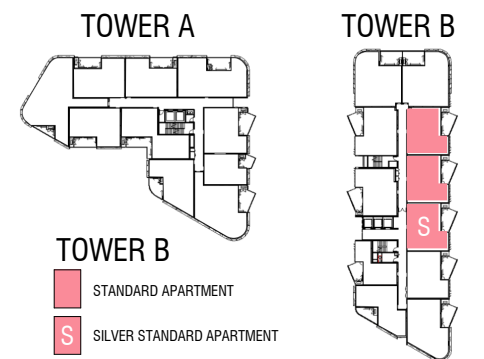 TOWER A
TOWER B
S
TOWER B
STANDARD APARTMENT
S SILVER STANDARD APARTMENT